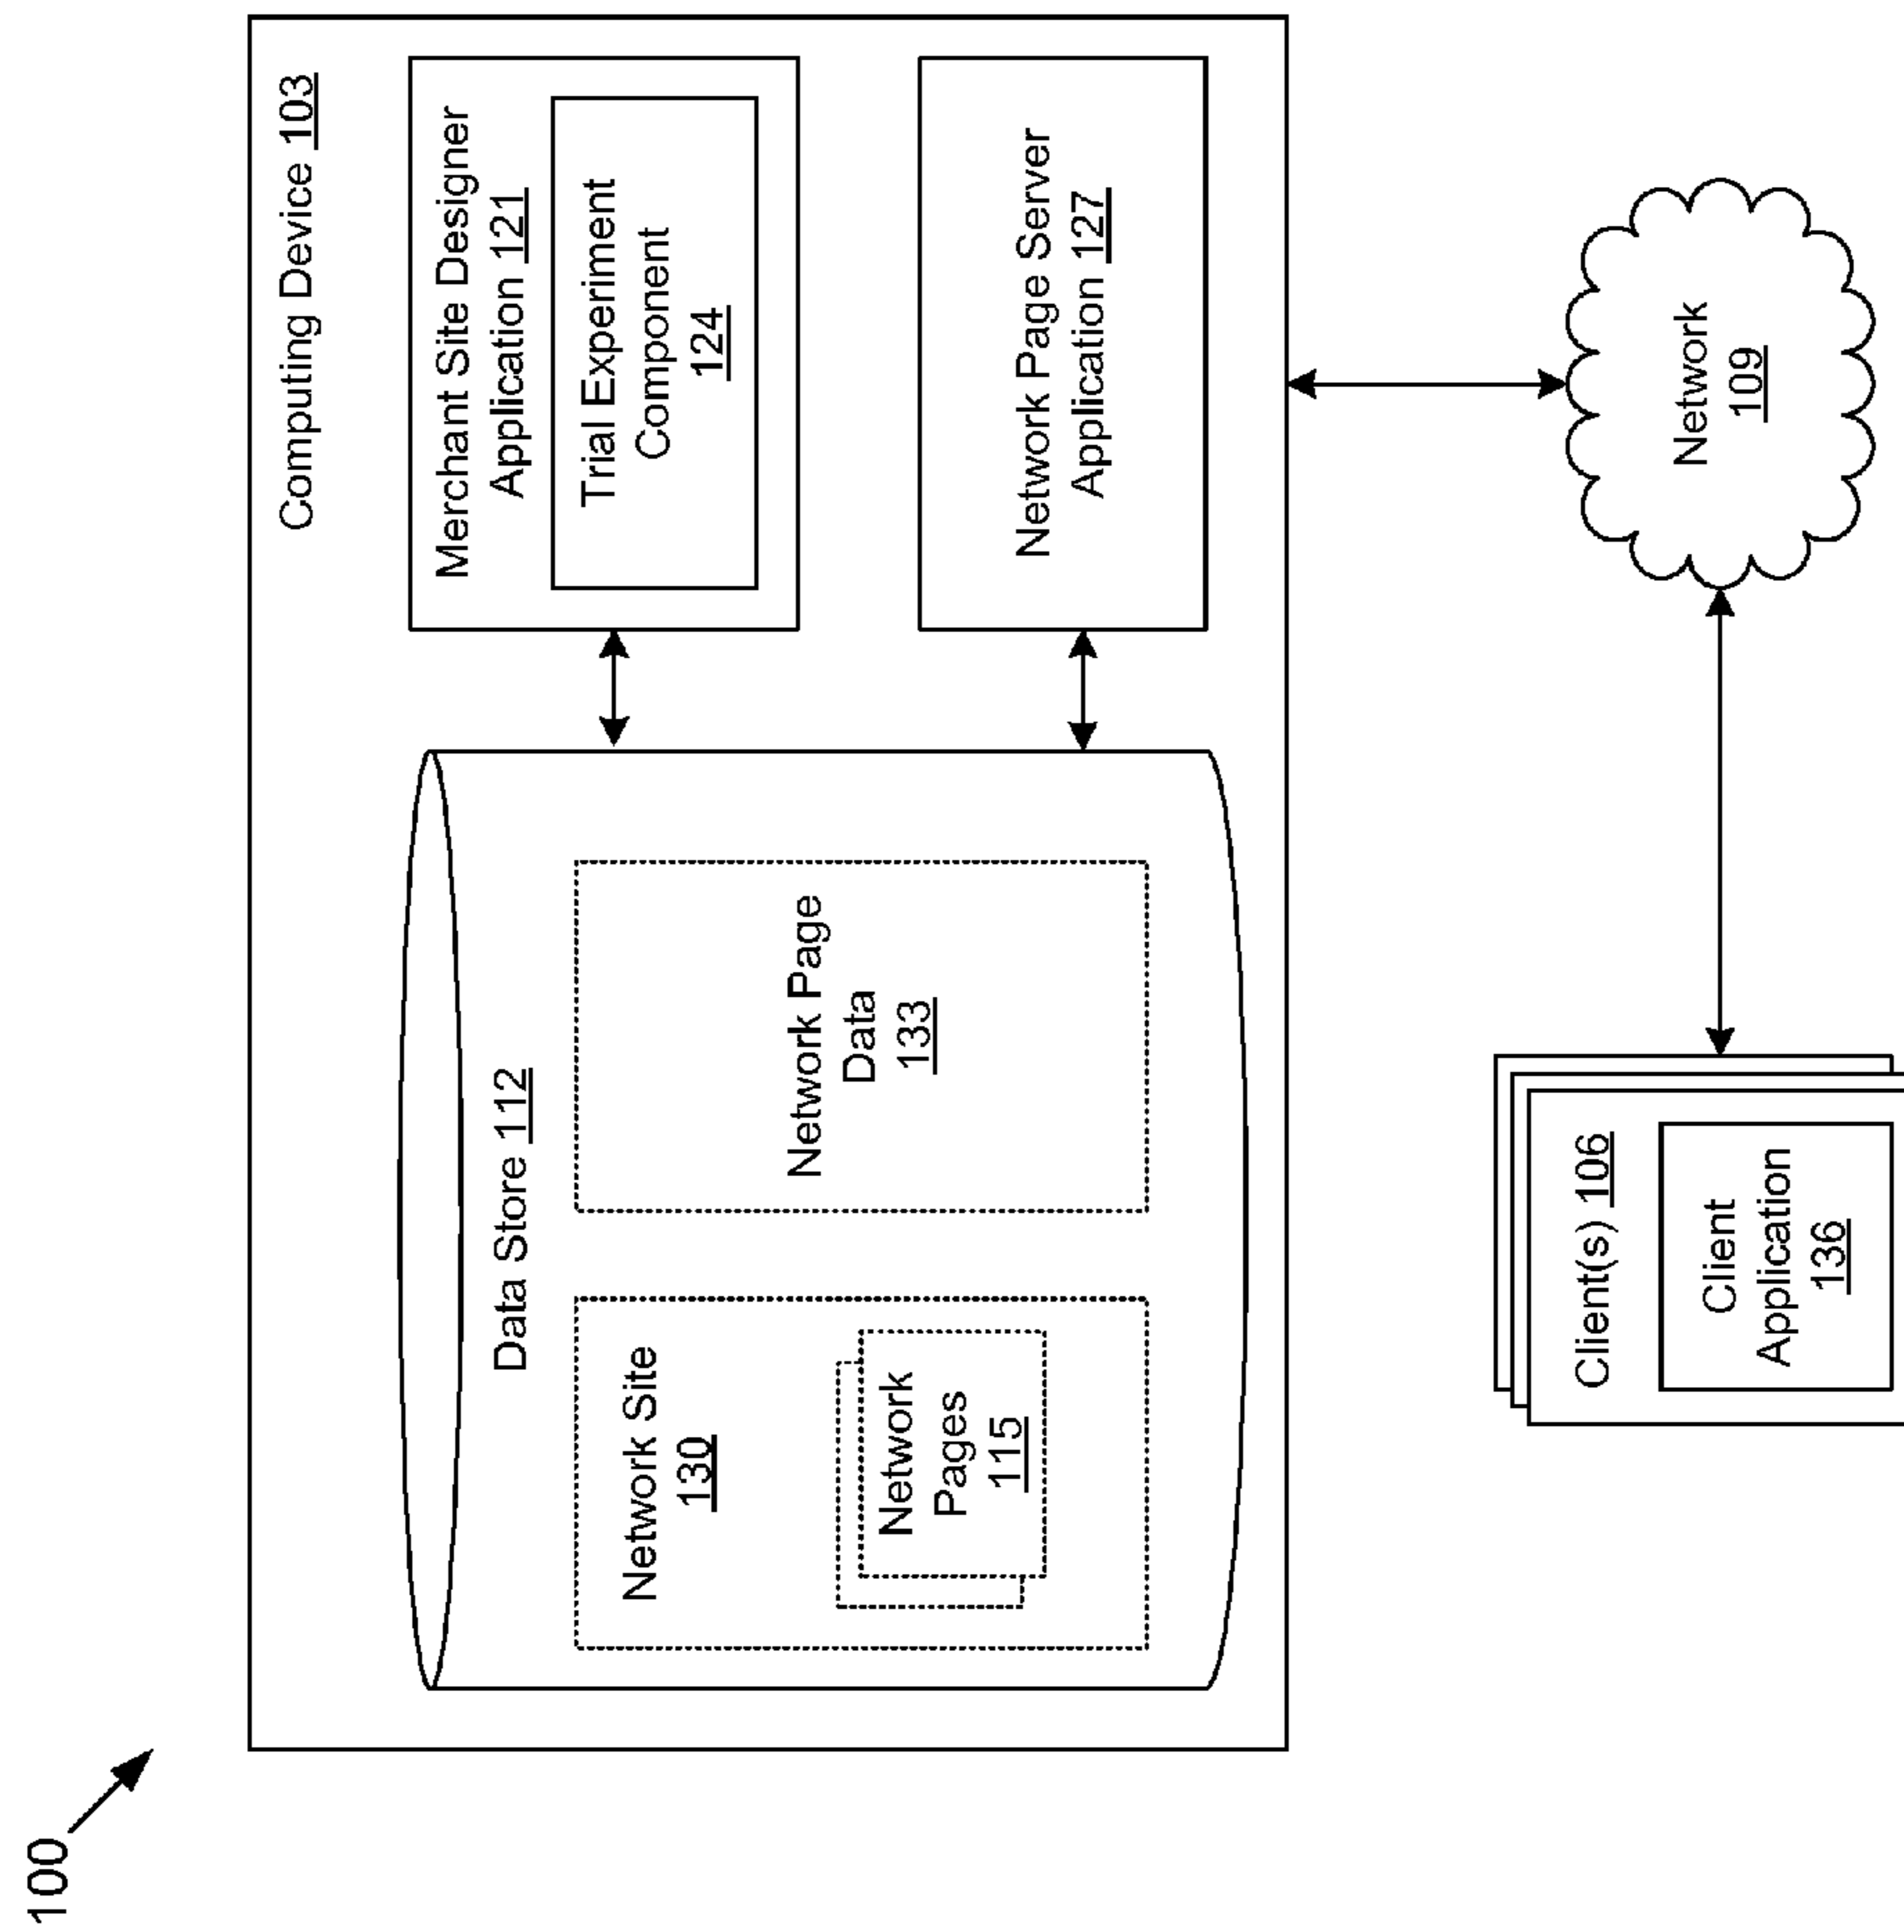 100
Computing Device 103
Data Store 112
Network Site
130
Network
Pages
115
Network Page
Data
133
Merchant Site Designer
Application 121
Trial Experiment
Component
124
Network Page Server
Application 127
Client(s) 106
Client
Application
136
Network
109